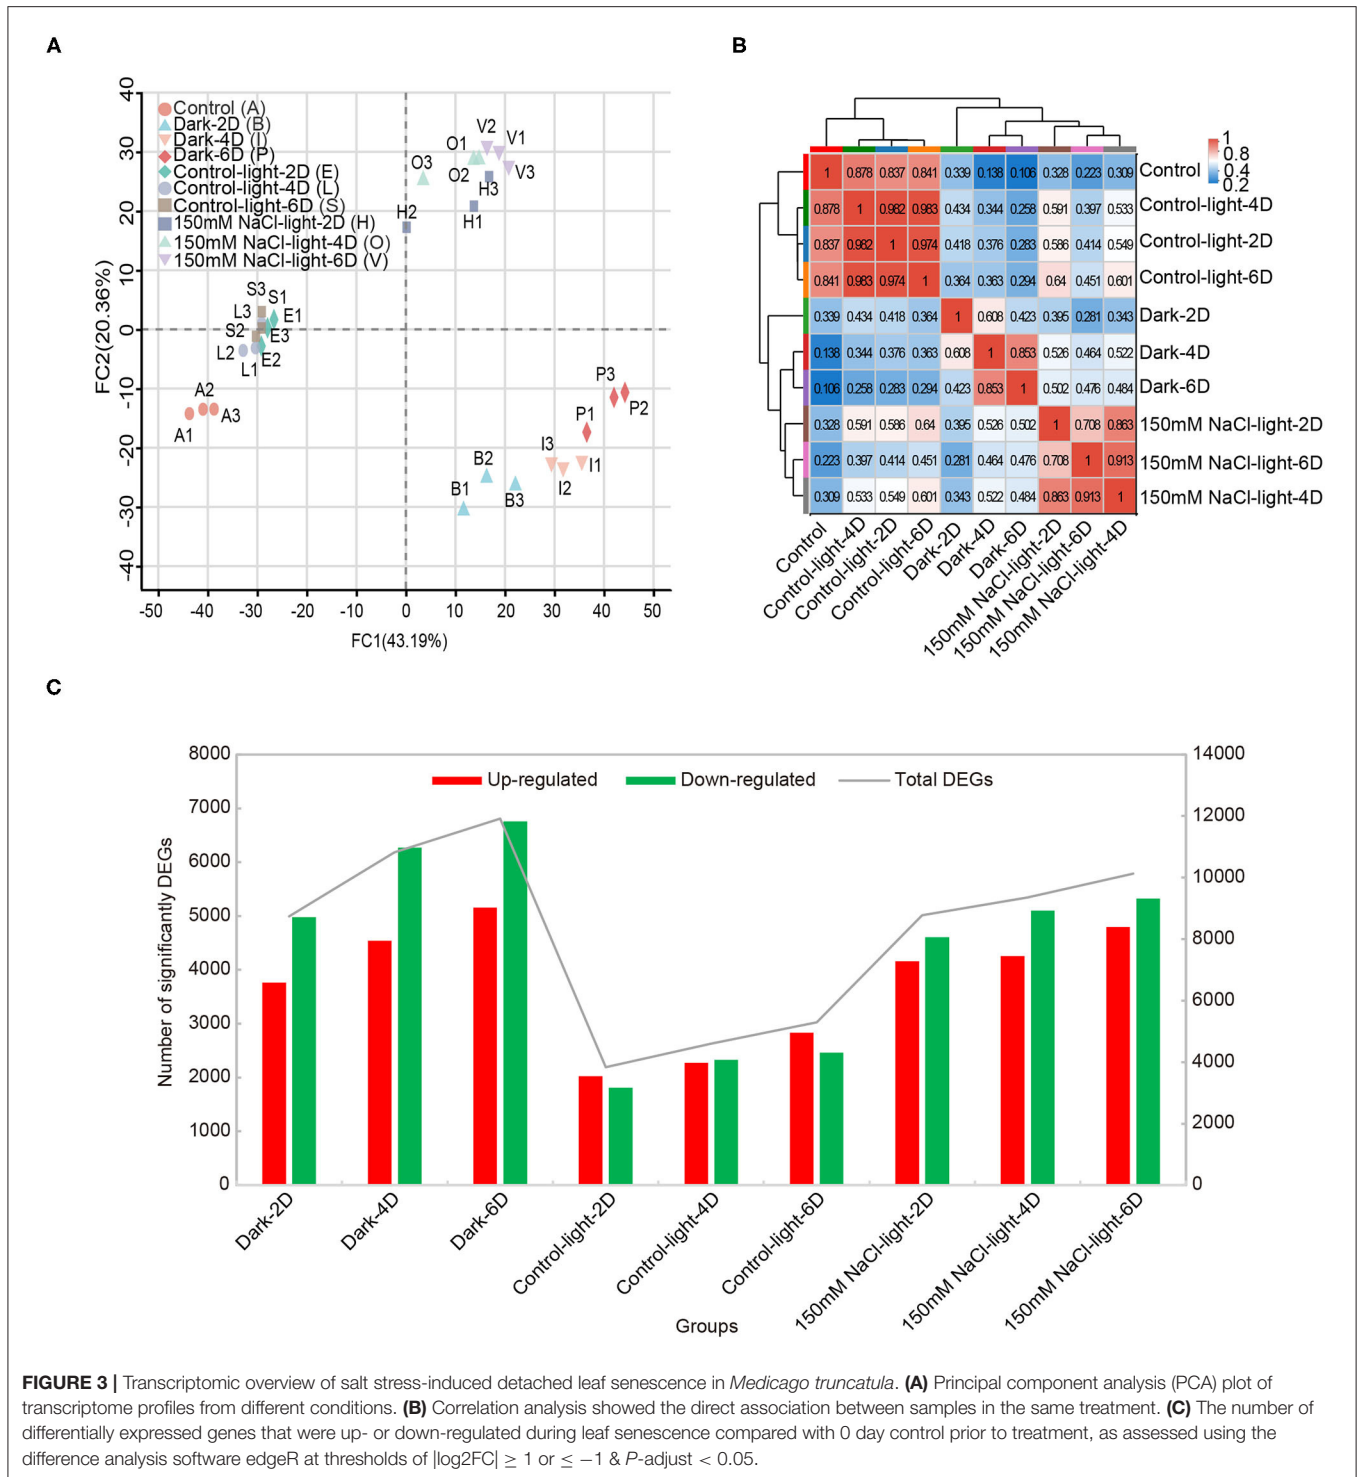 A
B
40
30
20
10
0
-10
-20
-30
-40
FC2(20.36%)
Control (A)
Dark-2D (B)
Dark-4D (I)
Dark-6D (P)
Control-light-2D (E)
Control-light-4D (L)
Control-light-6D (S)
150mM NaCl-light-2D (H)
150mM NaCl-light-4D (O)
150mM NaCl-light-6D (V)
V2
V1
O1
O3
O2
V3
H3
H2
H1
S3
S1
L3
E1
S2
E3
L2
E2
L1
A2
A3
A1
P3
P2
P1
I3
I1
B2
I2
B1
B3
-50 -40 -30 -20 -10 0 10 20 30 40 50
FC1(43.19%)
1
0.8
0.4
0.2
1 0.878 0.837 0.841 0.339 0.138 0.106 0.328 0.223 0.309 Control
0.878 1 0.982 0.983 0.434 0.344 0.258 0.591 0.397 0.533 Control-light-4D
0.837 0.982 1 0.974 0.418 0.376 0.283 0.586 0.414 0.549 Control-light-2D
0.841 0.983 0.974 1 0.364 0.363 0.294 0.64 0.451 0.601 Control-light-6D
0.339 0.434 0.418 0.364 1 0.608 0.423 0.395 0.281 0.343 Dark-2D
0.138 0.344 0.376 0.363 0.608 1 0.853 0.526 0.464 0.522 Dark-4D
0.106 0.258 0.283 0.294 0.423 0.853 1 0.502 0.476 0.484 Dark-6D
0.328 0.591 0.586 0.64 0.395 0.526 0.502 1 0.708 0.863 150mM NaCl-light-2D
0.223 0.397 0.414 0.451 0.281 0.464 0.476 0.708 1 0.913 150mM NaCl-light-6D
0.309 0.533 0.549 0.601 0.343 0.522 0.484 0.863 0.913 1 150mM NaCl-light-4D
Control
Control-light-4D
Control-light-2D
Control-light-6D
Dark-2D
Dark-4D
Dark-6D
150mM NaCl-light-2D
150mM NaCl-light-6D
150mM NaCl-light-4D
C
8000
7000
6000
5000
4000
3000
2000
1000
0
Number of significantly DEGs
Up-regulated Down-regulated Total DEGs
14000
12000
10000
8000
6000
4000
2000
0
Dark-2D
Dark-4D
Dark-6D
Control-light-2D
Control-light-4D
Control-light-6D
150mM NaCl-light-2D
150mM NaCl-light-4D
150mM NaCl-light-6D
Groups
FIGURE 3 | Transcriptomic overview of salt stress-induced detached leaf senescence in Medicago truncatula. (A) Principal component analysis (PCA) plot of
transcriptome profiles from different conditions. (B) Correlation analysis showed the direct association between samples in the same treatment. (C) The number of
differentially expressed genes that were up- or down-regulated during leaf senescence compared with 0 day control prior to treatment, as assessed using the
difference analysis software edgeR at thresholds of |log2FC| ≥ 1 or ≤ −1 & P-adjust < 0.05.